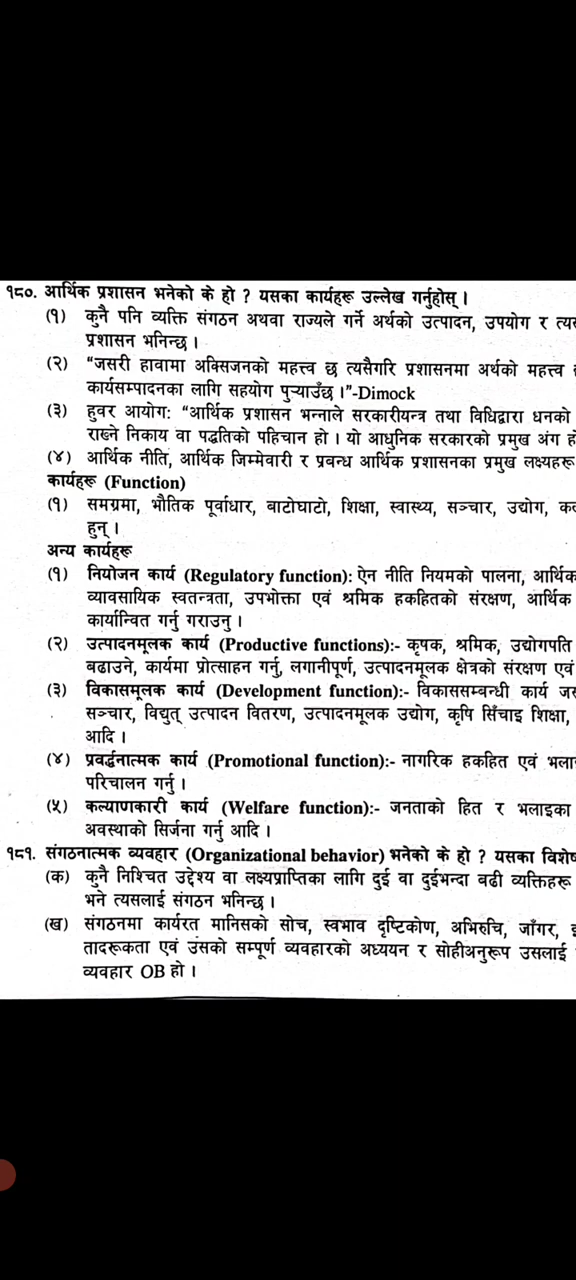 १८०. आर्थिक प्रशासन भनेको के हो ? यसका कार्यहरू उल्लेख गर्नुहोस् ।
(१) कुनै पनि व्यक्ति संगठन अथवा राज्यले गर्ने अर्थको उत्पादन, उपयोग र
प्रशासन भनिन्छ ।
(२) “जसरी हावामा अक्सिजनको महत्त्व छ त्यसैगरि प्रशासनमा अर्थको महत्त्व
कार्यसम्पादनका लागि सहयोग पुर्‍याउँछ ।”-Dimock
(३) हुवर आयोग: “आर्थिक प्रशासन भन्नाले सरकारीयन्त्र तथा विधिद्वारा धनको
राख्ने निकाय वा पद्धतिको पहिचान हो । यो आधुनिक सरकारको प्रमुख अंग
(४) आर्थिक नीति, आर्थिक जिम्मेवारी र प्रवन्ध आर्थिक प्रशासनका प्रमुख लक्ष्यहरू
कार्यहरू (Function)
(१) समग्रमा, भौतिक पूर्वाधार, बाटोघाटो, शिक्षा, स्वास्थ्य, सञ्चार, उद्योग,
हुन् ।
अन्य कार्यहरू
(१) नियोजन कार्य (Regulatory function): ऐन नीति नियमको पालना, आर्थिक
व्यावसायिक स्वतन्त्रता, उपभोक्ता एवं श्रमिक हकहितको संरक्षण, आर्थिक
कार्यान्वित गर्नु गराउनु ।
(२) उत्पादनमूलक कार्य (Productive functions):- कृषक, श्रमिक, उद्योगपति
बढाउने, कार्यमा प्रोत्साहन गर्नु, लगानीपूर्ण, उत्पादनमूलक क्षेत्रको संरक्षण एवं
(३) विकासमूलक कार्य (Development function):- विकाससम्बन्धी कार्य
सञ्चार, विद्युत् उत्पादन वितरण, उत्पादनमूलक उद्योग, कृषि सिँचाइ शिक्षा,
आदि ।
(४) प्रवर्द्धनात्मक कार्य (Promotional function):- नागरिक हकहित एवं
परिचालन गर्नु ।
(५) कल्याणकारी कार्य (Welfare function):- जनताको हित र भलाइका
अवस्थाको सिर्जना गर्नु आदि ।
१८१. संगठनात्मक व्यवहार (Organizational behavior) भनेको के हो ? यसका
(क) कुनै निश्चित उद्देश्य वा लक्ष्यप्राप्तिका लागि दुई वा दुईभन्दा बढी व्यक्तिहरू
भने त्यसलाई संगठन भनिन्छ ।
(ख) संगठनमा कार्यरत मानिसको सोच, स्वभाव दृष्टिकोण, अभिरुचि, जाँगर,
तादरूकता एवं उसको सम्पूर्ण व्यवहारको अध्ययन र सोहीअनुरूप उसलाई
व्यवहार OB हो ।